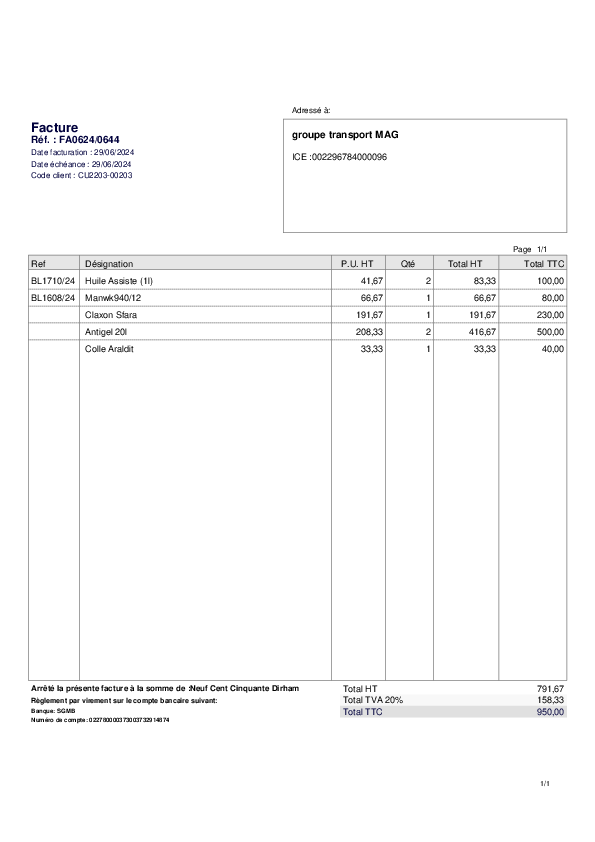 Adressé à:
Facture
Réf. : FA0624/0644
Date facturation : 29/06/2024
Date échéance : 29/06/2024
Code client : CU2203-00203
groupe transport MAG
ICE :002296784000096
Page 1/1
Ref Désignation P.U. HT Qté Total HT Total TTC
BL1710/24 Huile Assiste (1l) 41,67 2 83,33 100,00
BL1608/24 Manwk940/12 66,67 1 66,67 80,00
Claxon Sfara 191,67 1 191,67 230,00
Antigel 20l 208,33 2 416,67 500,00
Colle Araldit 33,33 1 33,33 40,00
Arrêté la présente facture à la somme de :Neuf Cent Cinquante Dirham
Règlement par virement sur le compte bancaire suivant:
Banque: SGMB
Numéro de compte: 022780000373003732914874
Total HT 791,67
Total TVA 20% 158,33
Total TTC 950,00
1/1